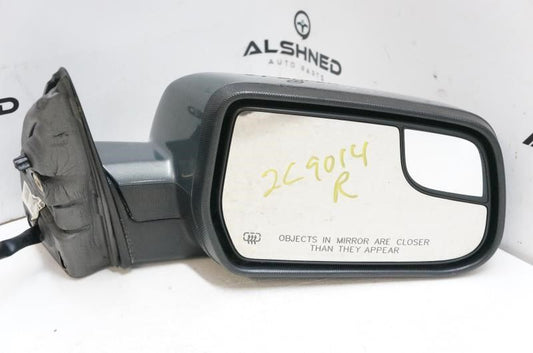 ALSHNED
AUTO PARTS
2C9014
R
OBJECTS IN MIRROR ARE CLOSER
THAN THEY APPEAR